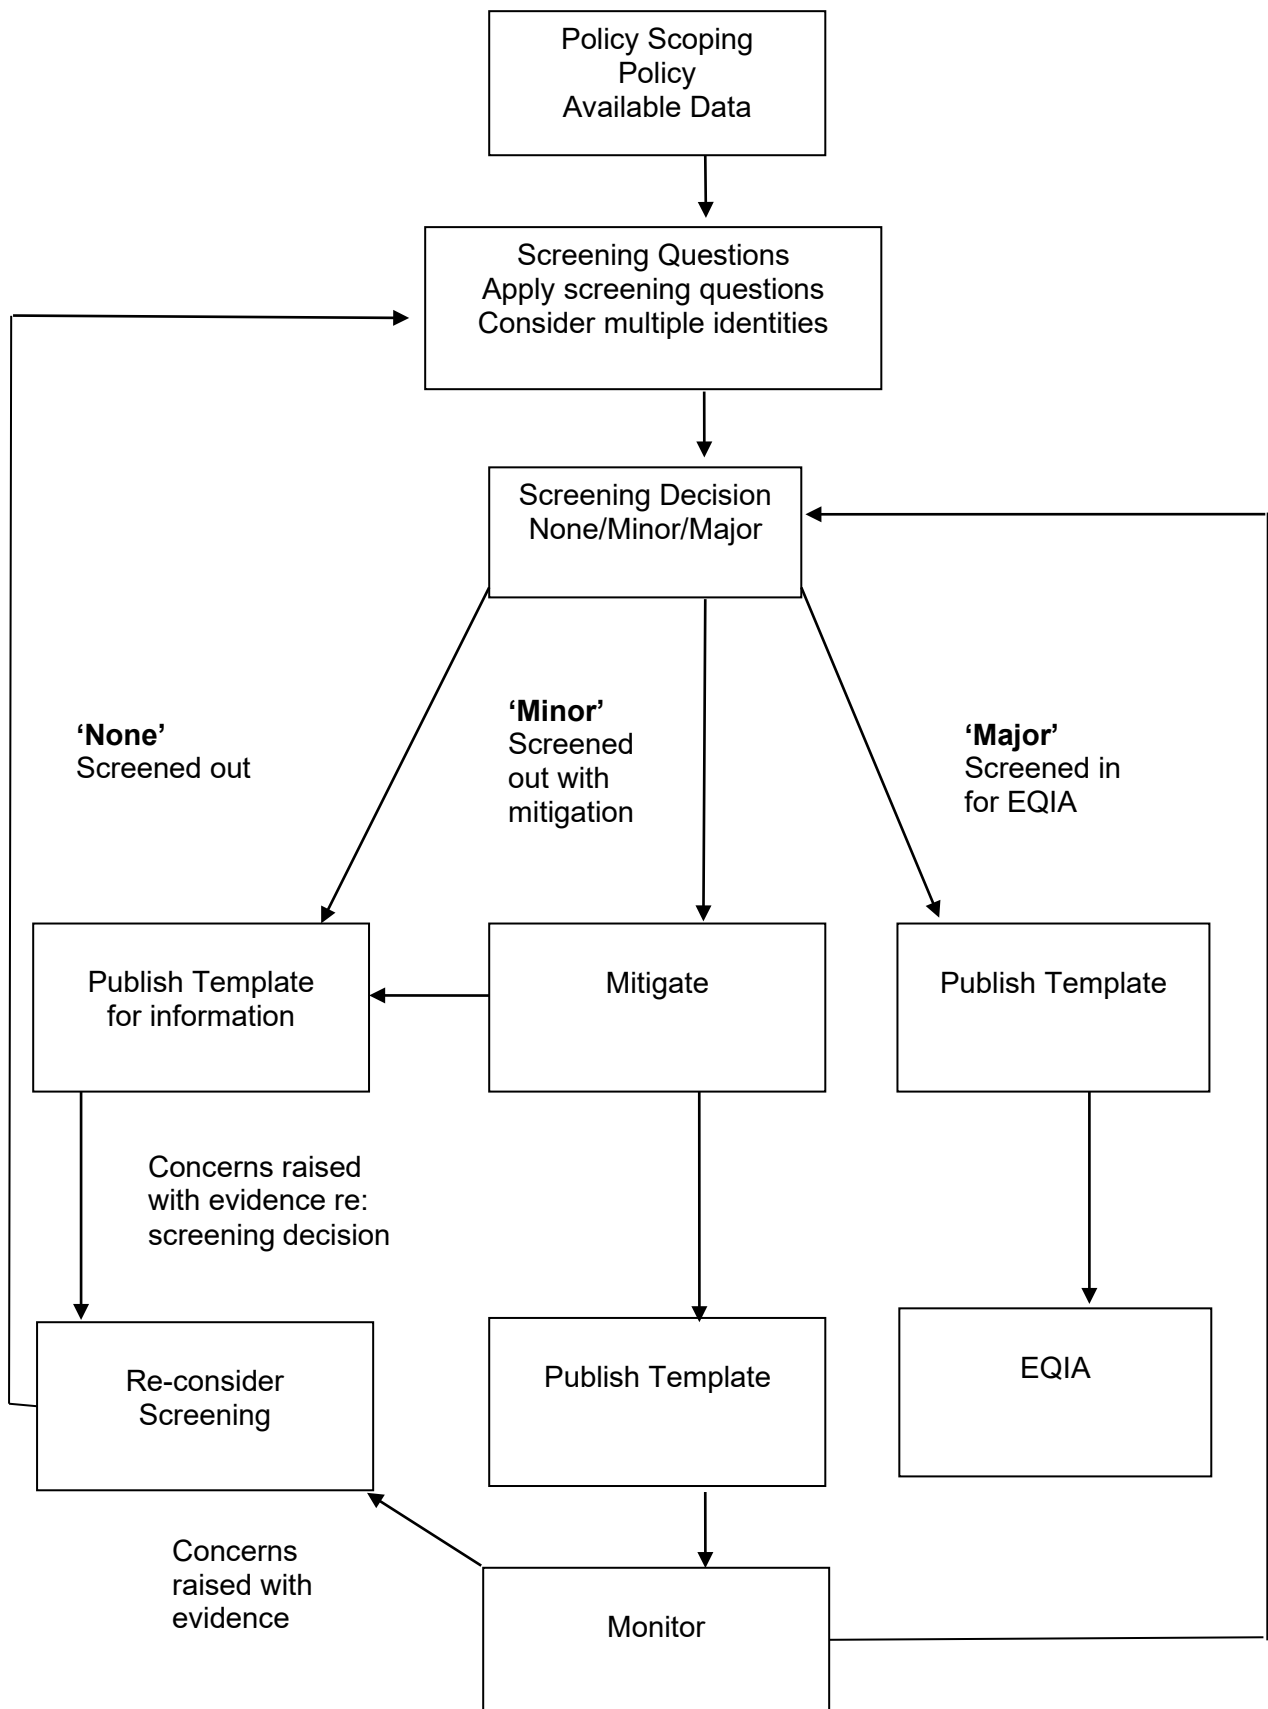 Policy Scoping
Policy
Available Data
Screening Questions
Apply screening questions
Consider multiple identities
Screening Decision
None/Minor/Major
‘None’
Screened out
‘Minor’
Screened
out with
mitigation
‘Major’
Screened in
for EQIA
Publish Template
for information
Mitigate
Publish Template
Concerns raised
with evidence re:
screening decision
Re-consider
Screening
Publish Template
EQIA
Concerns
raised with
evidence
Monitor